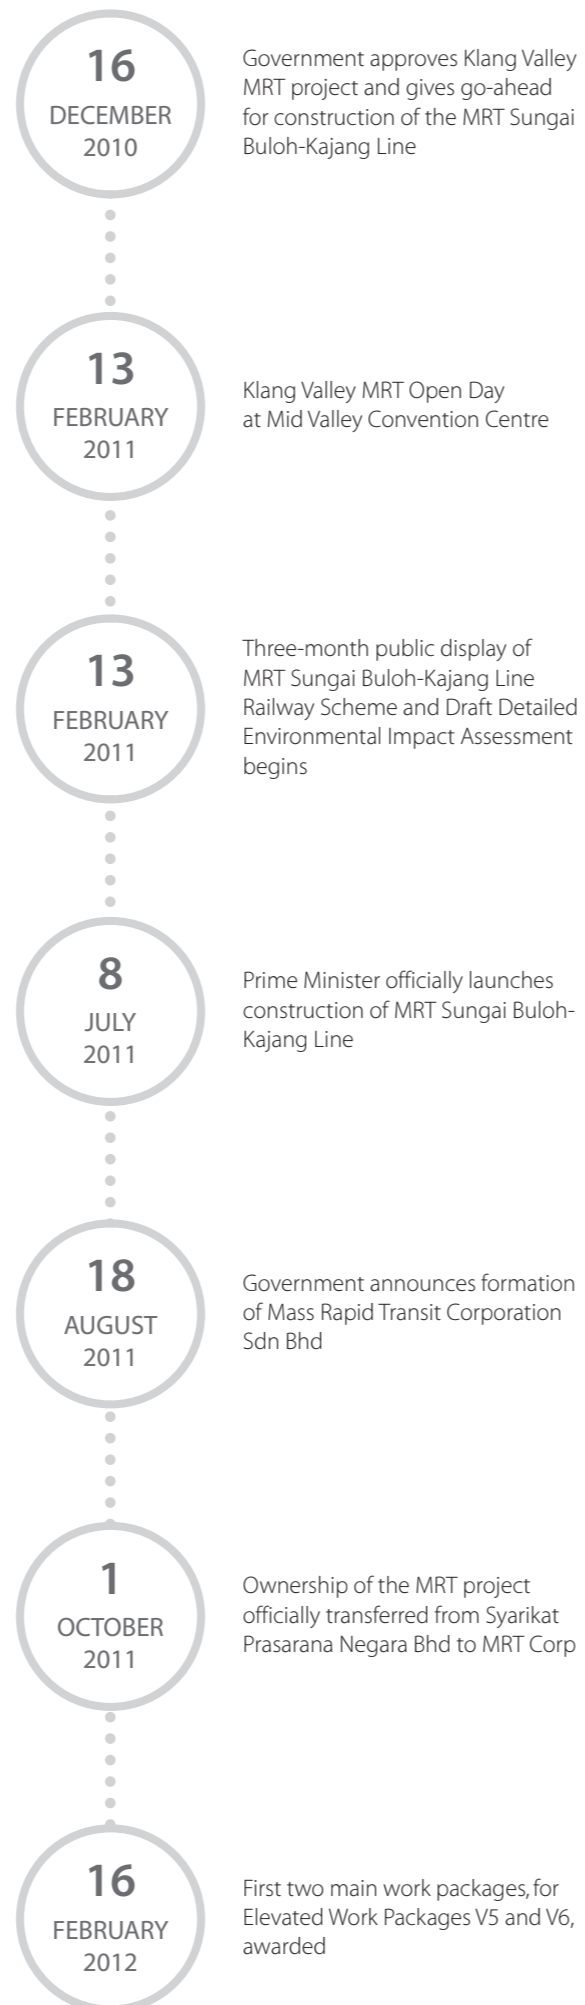 16
DECEMBER
2010
Government approves Klang Valley
MRT project and gives go-ahead
for construction of the MRT Sungai
Buloh-Kajang Line
13
FEBRUARY
2011
Klang Valley MRT Open Day
at Mid Valley Convention Centre
13
FEBRUARY
2011
Three-month public display of
MRT Sungai Buloh-Kajang Line
Railway Scheme and Draft Detailed
Environmental Impact Assessment
begins
8
JULY
2011
Prime Minister officially launches
construction of MRT Sungai Buloh-
Kajang Line
18
AUGUST
2011
Government announces formation
of Mass Rapid Transit Corporation
Sdn Bhd
1
OCTOBER
2011
Ownership of the MRT project
officially transferred from Syarikat
Prasarana Negara Bhd to MRT Corp
16
FEBRUARY
2012
First two main work packages, for
Elevated Work Packages V5 and V6,
awarded